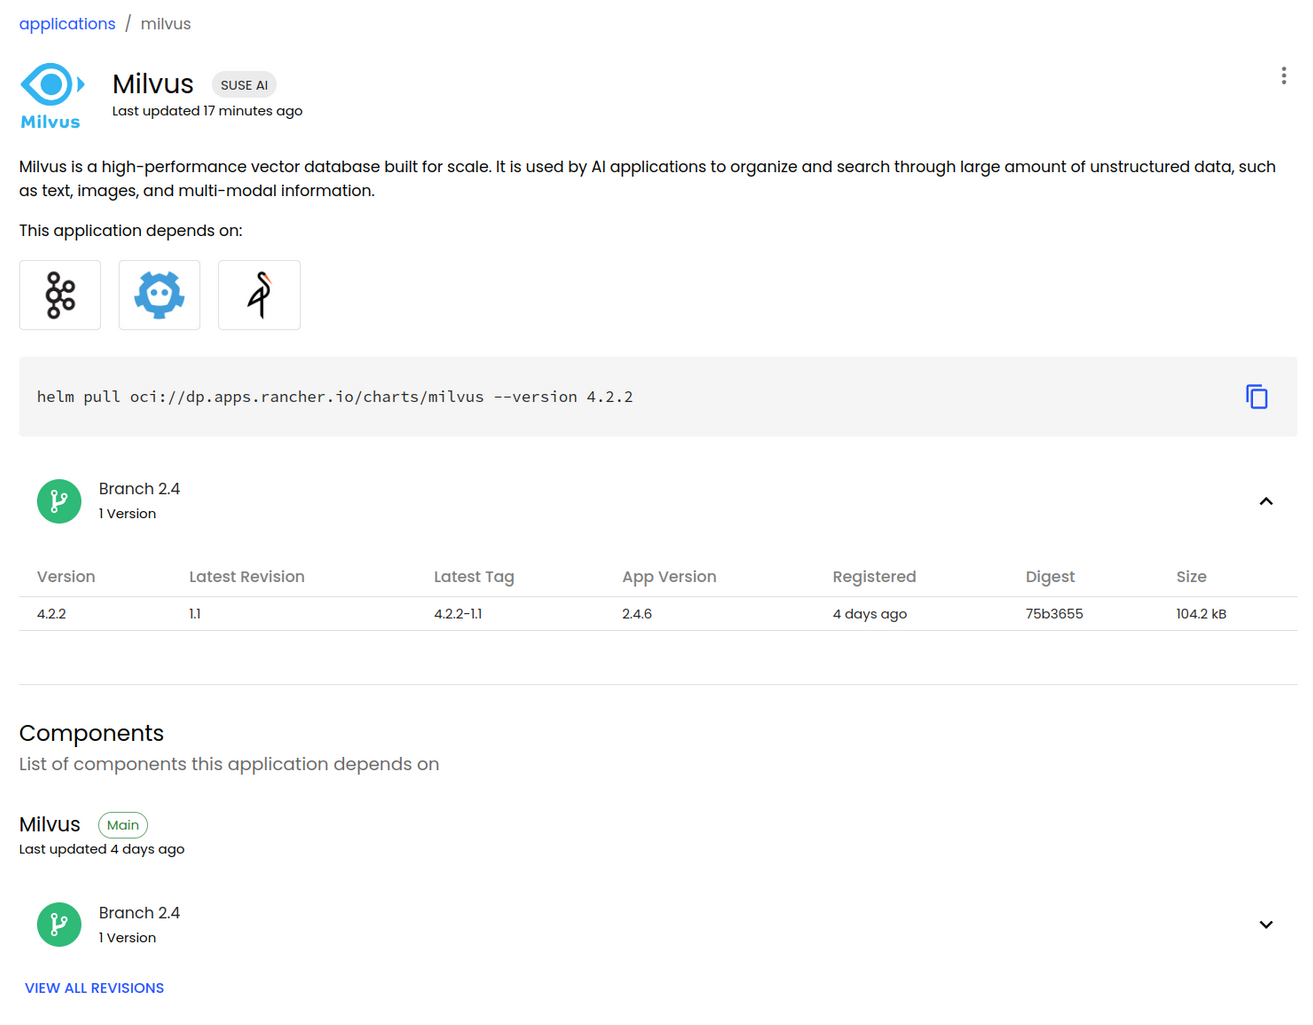 applications / milvus
Milvus
Milvus SUSE AI
Last updated 17 minutes ago
Milvus is a high-performance vector database built for scale. It is used by AI applications to organize and search through large amount of unstructured data, such
as text, images, and multi-modal information.
This application depends on:
helm pull oci://dp.apps.rancher.io/charts/milvus --version 4.2.2
Branch 2.4
1 Version
Version Latest Revision Latest Tag App Version Registered Digest Size
4.2.2 1.1 4.2.2-1.1 2.4.6 4 days ago 75b3655 104.2 kB
Components
List of components this application depends on
Milvus Main
Last updated 4 days ago
Branch 2.4
1 Version
VIEW ALL REVISIONS